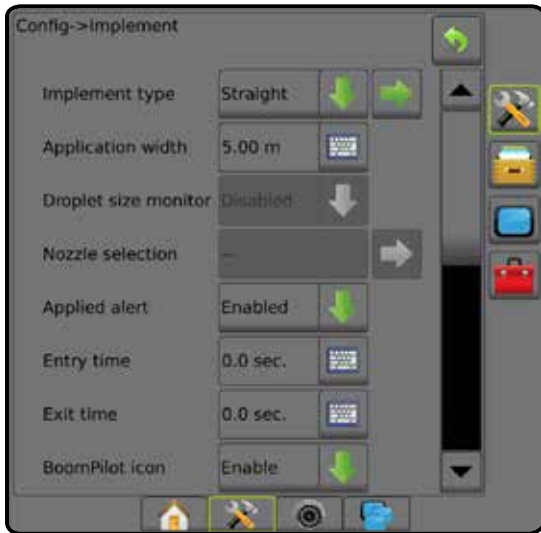 Config->Implement
Implement type Straight
Application width 5.00 m
Droplet size monitor Disabled
Nozzle selection --
Applied alert Enabled
Entry time 0.0 sec.
Exit time 0.0 sec.
BoomPilot icon Enable